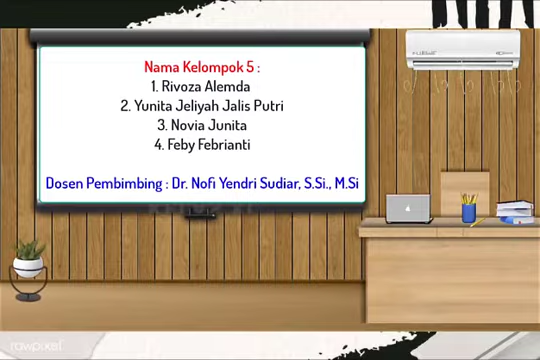 Nama Kelompok 5 :
1. Rivoza Alemda
2. Yunita Jeliyah Jalis Putri
3. Novia Junita
4. Feby Febrianti
Dosen Pembimbing : Dr. Nofi Yendri Sudiar, S.Si., M.Si
rawpixel